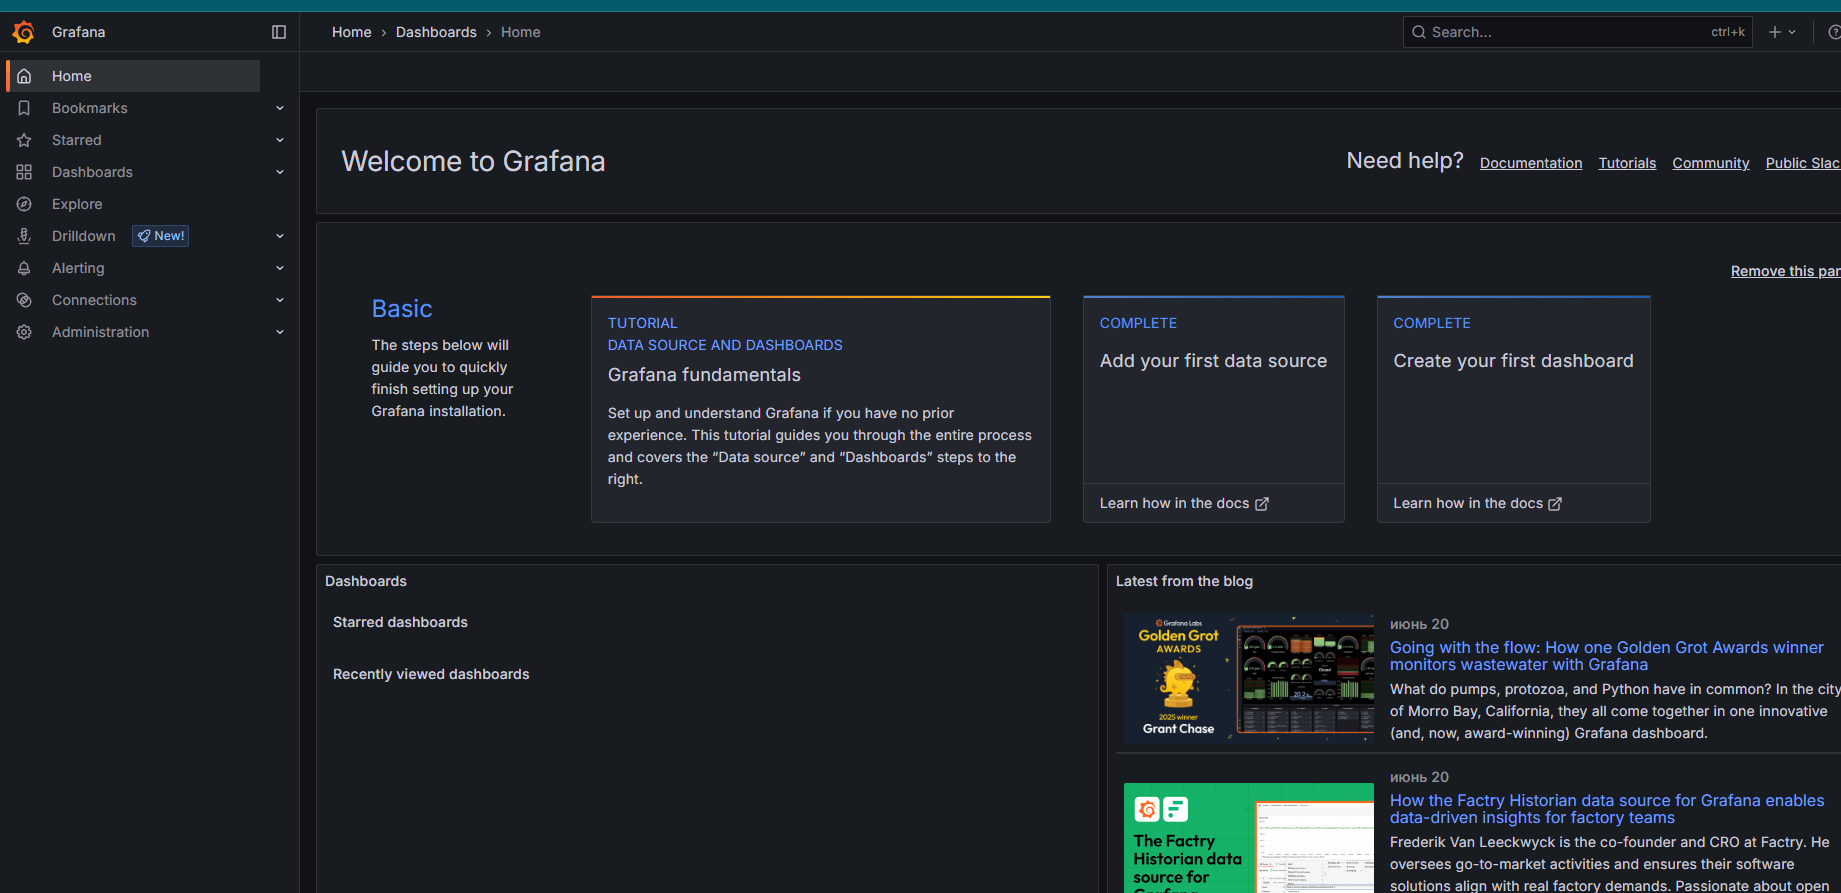 Grafana
Home › Dashboards › Home
Search...
ctrl+k
Home
Bookmarks
Starred
Dashboards
Explore
Drilldown
New!
Alerting
Connections
Administration
Welcome to Grafana
Need help?
Documentation
Tutorials
Community
Public Slac
Remove this pan
Basic
The steps below will
guide you to quickly
finish setting up your
Grafana installation.
TUTORIAL
DATA SOURCE AND DASHBOARDS
Grafana fundamentals
Set up and understand Grafana if you have no prior
experience. This tutorial guides you through the entire process
and covers the “Data source” and “Dashboards” steps to the
right.
COMPLETE
Add your first data source
Learn how in the docs
COMPLETE
Create your first dashboard
Learn how in the docs
Dashboards
Starred dashboards
Recently viewed dashboards
Latest from the blog
Grafana Labs
Golden Grot
AWARDS
2025 winner
Grant Chase
июнь 20
Going with the flow: How one Golden Grot Awards winner
monitors wastewater with Grafana
What do pumps, protozoa, and Python have in common? In the city
of Morro Bay, California, they all come together in one innovative
(and, now, award-winning) Grafana dashboard.
The Factry
Historian data
source for
Grafana
июнь 20
How the Factry Historian data source for Grafana enables
data-driven insights for factory teams
Frederik Van Leeckwyck is the co-founder and CRO at Factry. He
oversees go-to-market activities and ensures their software
solutions align with real factory demands. Passionate about open